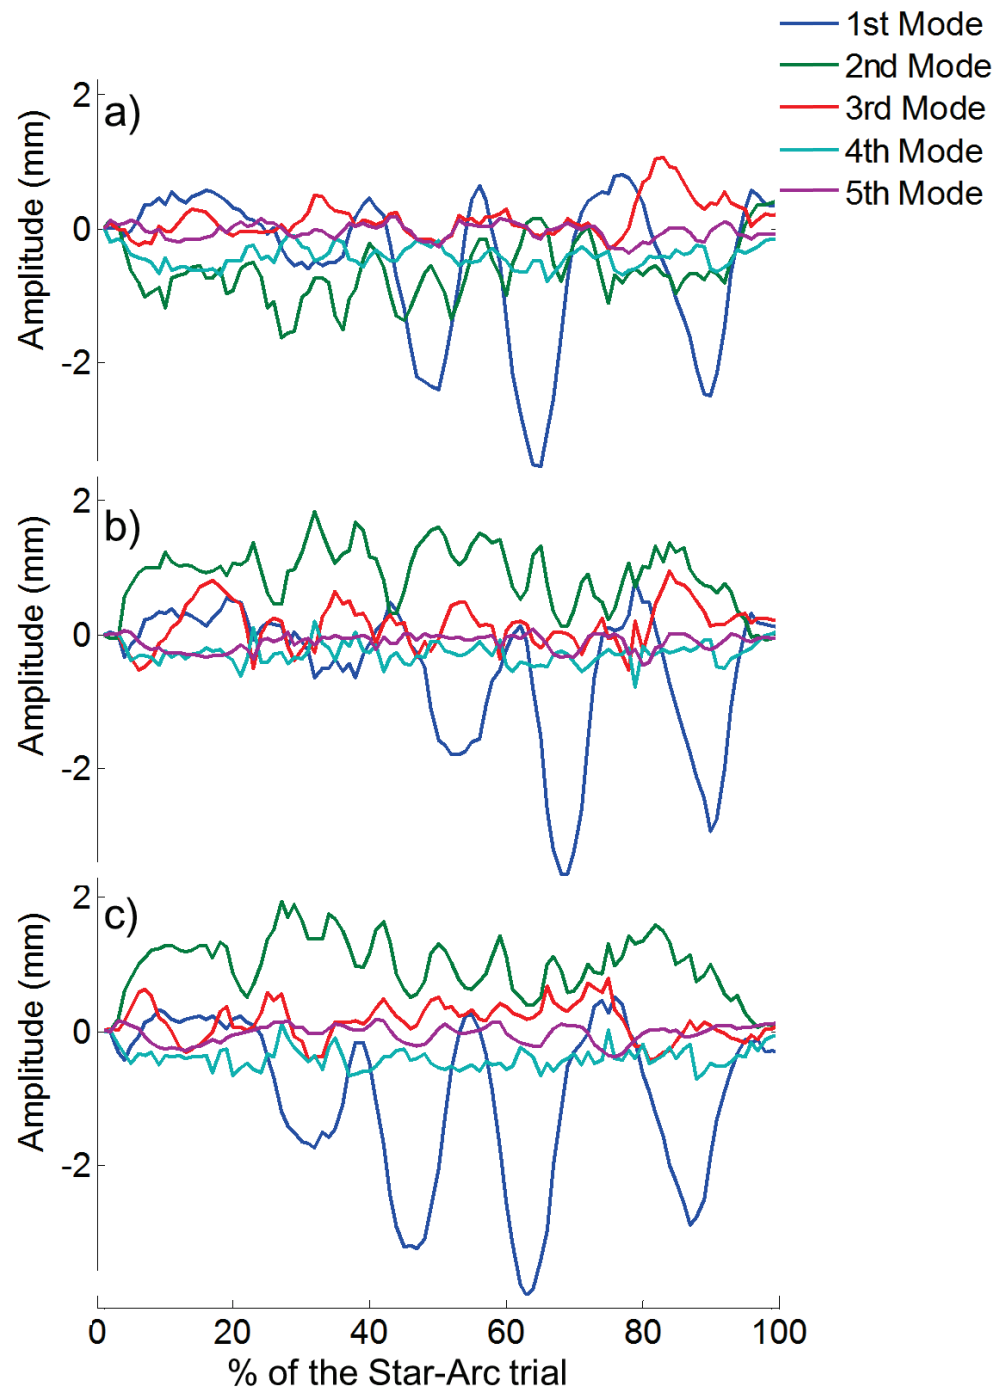 1st Mode
2nd Mode
3rd Mode
4th Mode
5th Mode
a)
2
0
-2
Amplitude (mm)
b)
2
0
-2
Amplitude (mm)
c)
2
0
-2
Amplitude (mm)
0 20 40 60 80 100
% of the Star-Arc trial